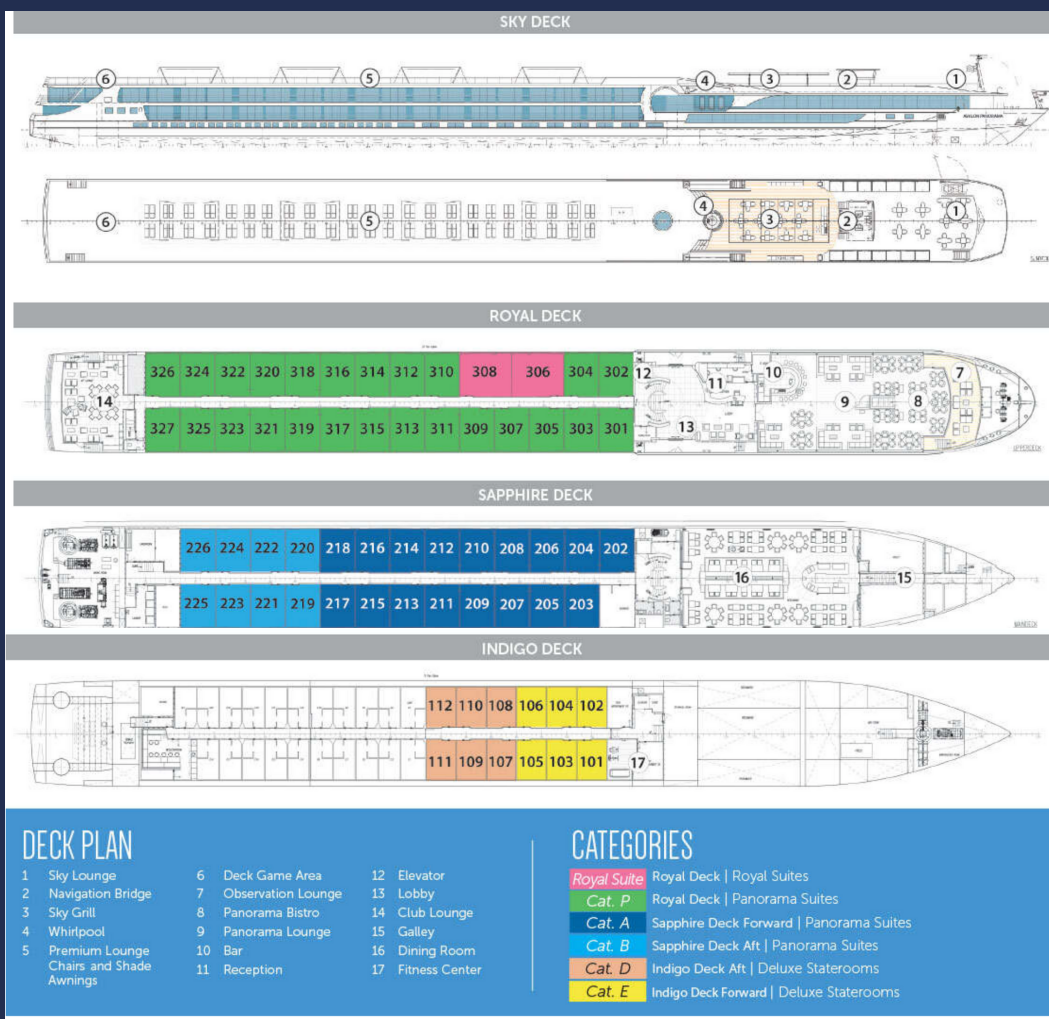 SKY DECK
6 5 4 3 2 1
AVALON PANORAMA
6 5 4 3 2 1
ROYAL DECK
326 324 322 320 318 316 314 312 310 308 306 304 302 12 11 10 7
14 9 8
327 325 323 321 319 317 315 313 311 309 307 305 303 301 13
UPPERDECK
SAPPHIRE DECK
226 224 222 220 218 216 214 212 210 208 206 204 202
16 15
225 223 221 219 217 215 213 211 209 207 205 203
MAINDECK
INDIGO DECK
112 110 108 106 104 102
111 109 107 105 103 101 17
DECK PLAN
1 Sky Lounge
2 Navigation Bridge
3 Sky Grill
4 Whirlpool
5 Premium Lounge
Chairs and Shade
Awnings
6 Deck Game Area
7 Observation Lounge
8 Panorama Bistro
9 Panorama Lounge
10 Bar
11 Reception
12 Elevator
13 Lobby
14 Club Lounge
15 Galley
16 Dining Room
17 Fitness Center
CATEGORIES
Royal Suite Royal Deck | Royal Suites
Cat. P Royal Deck | Panorama Suites
Cat. A Sapphire Deck Forward | Panorama Suites
Cat. B Sapphire Deck Aft | Panorama Suites
Cat. D Indigo Deck Aft | Deluxe Staterooms
Cat. E Indigo Deck Forward | Deluxe Staterooms